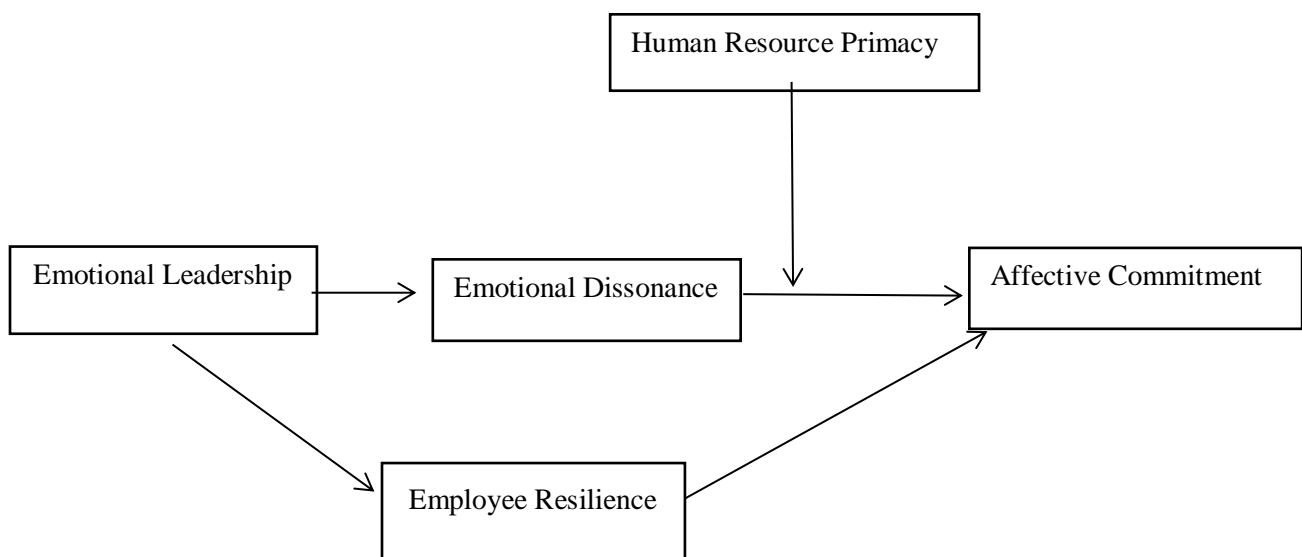 Human Resource Primacy
Emotional Leadership
Emotional Dissonance
Affective Commitment
Employee Resilience